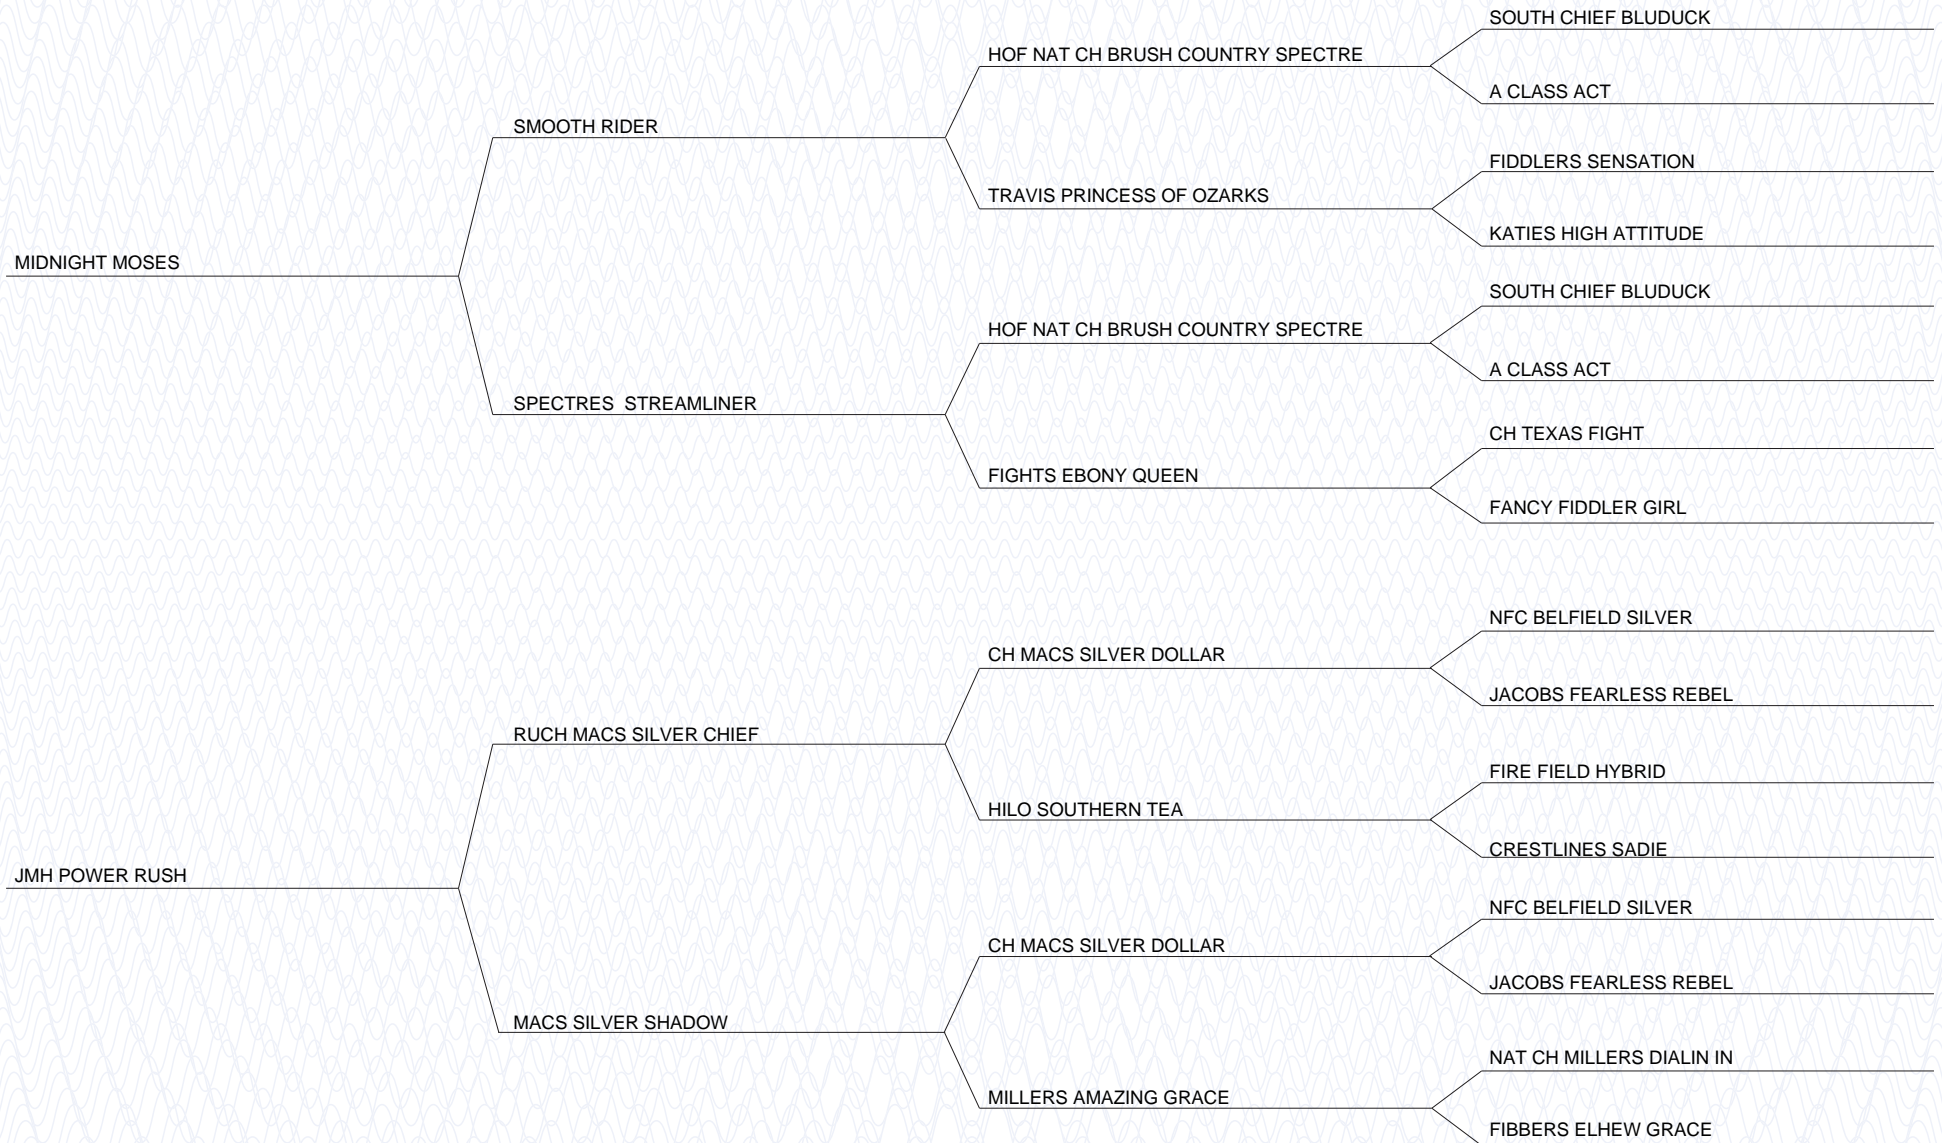 SOUTH CHIEF BLUDUCK
HOF NAT CH BRUSH COUNTRY SPECTRE
A CLASS ACT
SMOOTH RIDER
FIDDLERS SENSATION
TRAVIS PRINCESS OF OZARKS
KATIES HIGH ATTITUDE
MIDNIGHT MOSES
SOUTH CHIEF BLUDUCK
HOF NAT CH BRUSH COUNTRY SPECTRE
A CLASS ACT
SPECTRES  STREAMLINER
CH TEXAS FIGHT
FIGHTS EBONY QUEEN
FANCY FIDDLER GIRL
NFC BELFIELD SILVER
CH MACS SILVER DOLLAR
JACOBS FEARLESS REBEL
RUCH MACS SILVER CHIEF
FIRE FIELD HYBRID
HILO SOUTHERN TEA
CRESTLINES SADIE
JMH POWER RUSH
NFC BELFIELD SILVER
CH MACS SILVER DOLLAR
JACOBS FEARLESS REBEL
MACS SILVER SHADOW
NAT CH MILLERS DIALIN IN
MILLERS AMAZING GRACE
FIBBERS ELHEW GRACE